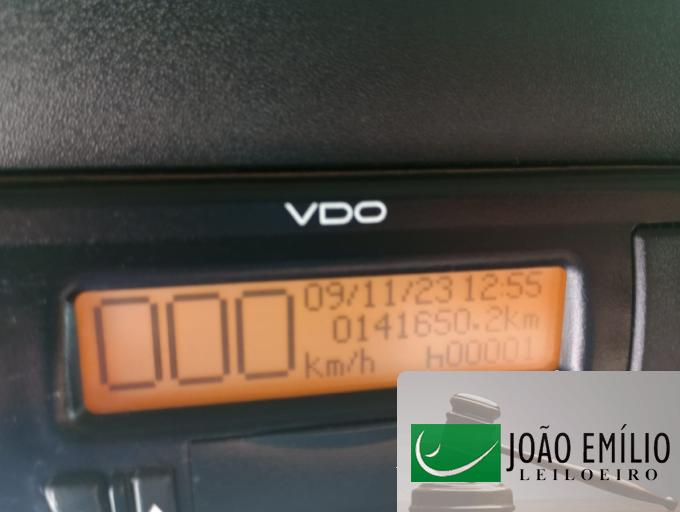 VDO
000
09/11/23 12:55
0141650.2km
km/h h00001
JOÃO EMÍLIO
LEILOEIRO